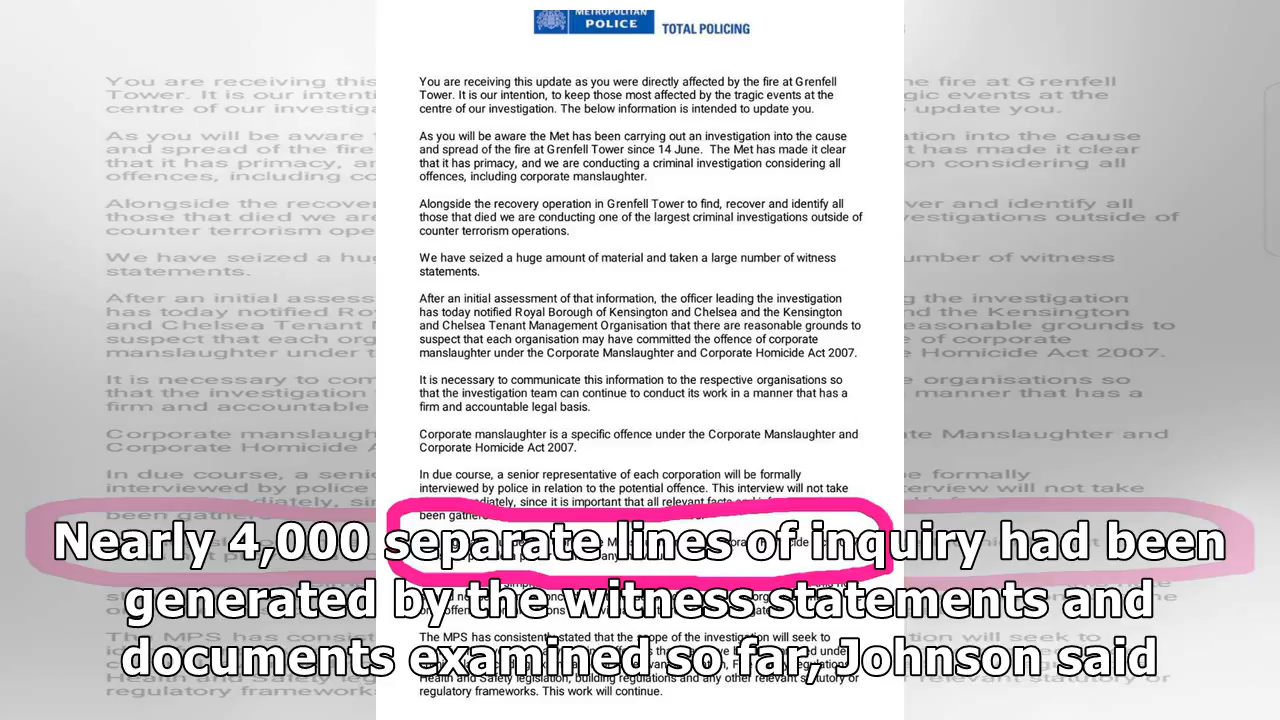 METROPOLITAN
POLICE
TOTAL POLICING
You are receiving this update as you were directly affected by the fire at Grenfell
Tower. It is our intention, to keep those most affected by the tragic events at the
centre of our investigation. The below information is intended to update you.
As you will be aware the Met has been carrying out an investigation into the cause
and spread of the fire at Grenfell Tower since 14 June. The Met has made it clear
that it has primacy, and we are conducting a criminal investigation considering all
offences, including corporate manslaughter.
Alongside the recovery operation in Grenfell Tower to find, recover and identify all
those that died we are conducting one of the largest criminal investigations outside of
counter terrorism operations.
We have seized a huge amount of material and taken a large number of witness
statements.
After an initial assessment of that information, the officer leading the investigation
has today notified Royal Borough of Kensington and Chelsea and the Kensington
and Chelsea Tenant Management Organisation that there are reasonable grounds to
suspect that each organisation may have committed the offence of corporate
manslaughter under the Corporate Manslaughter and Corporate Homicide Act 2007.
It is necessary to communicate this information to the respective organisations so
that the investigation team can continue to conduct its work in a manner that has a
firm and accountable legal basis.
Corporate manslaughter is a specific offence under the Corporate Manslaughter and
Corporate Homicide Act 2007.
In due course, a senior representative of each corporation will be formally
interviewed by police in relation to the potential offence. This interview will not take
since it is important that all relevant
been
Nearly 4,000 separate lines of inquiry had been
generated by the witness statements and
documents examined so far, Johnson said
The MPS has consistently stated that the scope of the investigation will seek to
Health and Safety legislation, building regulations and any other relevant statutory or
regulatory frameworks. This work will continue.